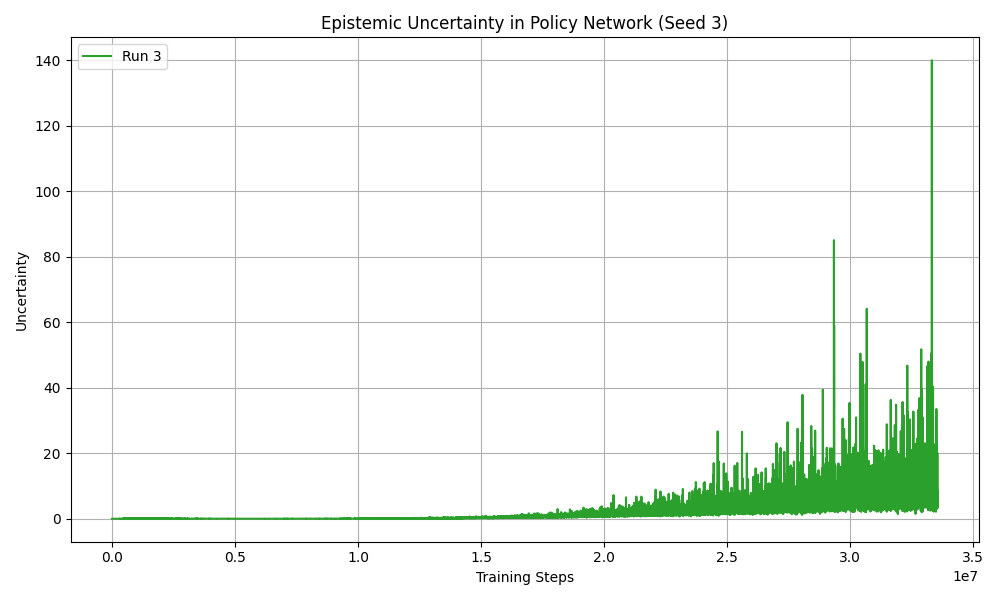 Epistemic Uncertainty in Policy Network (Seed 3)
Run 3
Uncertainty
140
120
100
80
60
40
20
0
0.0 0.5 1.0 1.5 2.0 2.5 3.0 3.5
1e7
Training Steps